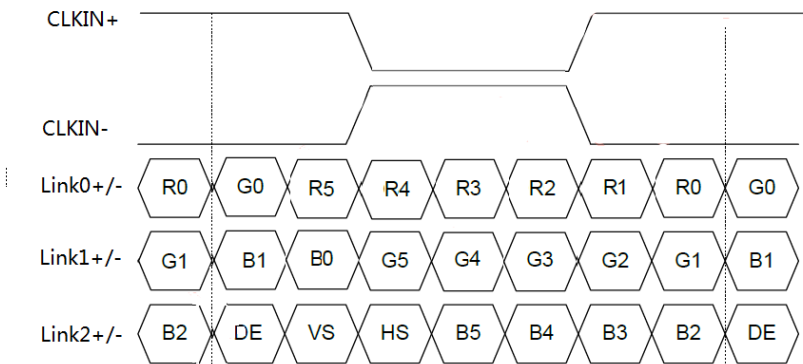 CLKIN+
CLKIN-
Link0+/- R0 G0 R5 R4 R3 R2 R1 R0 G0
Link1+/- G1 B1 B0 G5 G4 G3 G2 G1 B1
Link2+/- B2 DE VS HS B5 B4 B3 B2 DE